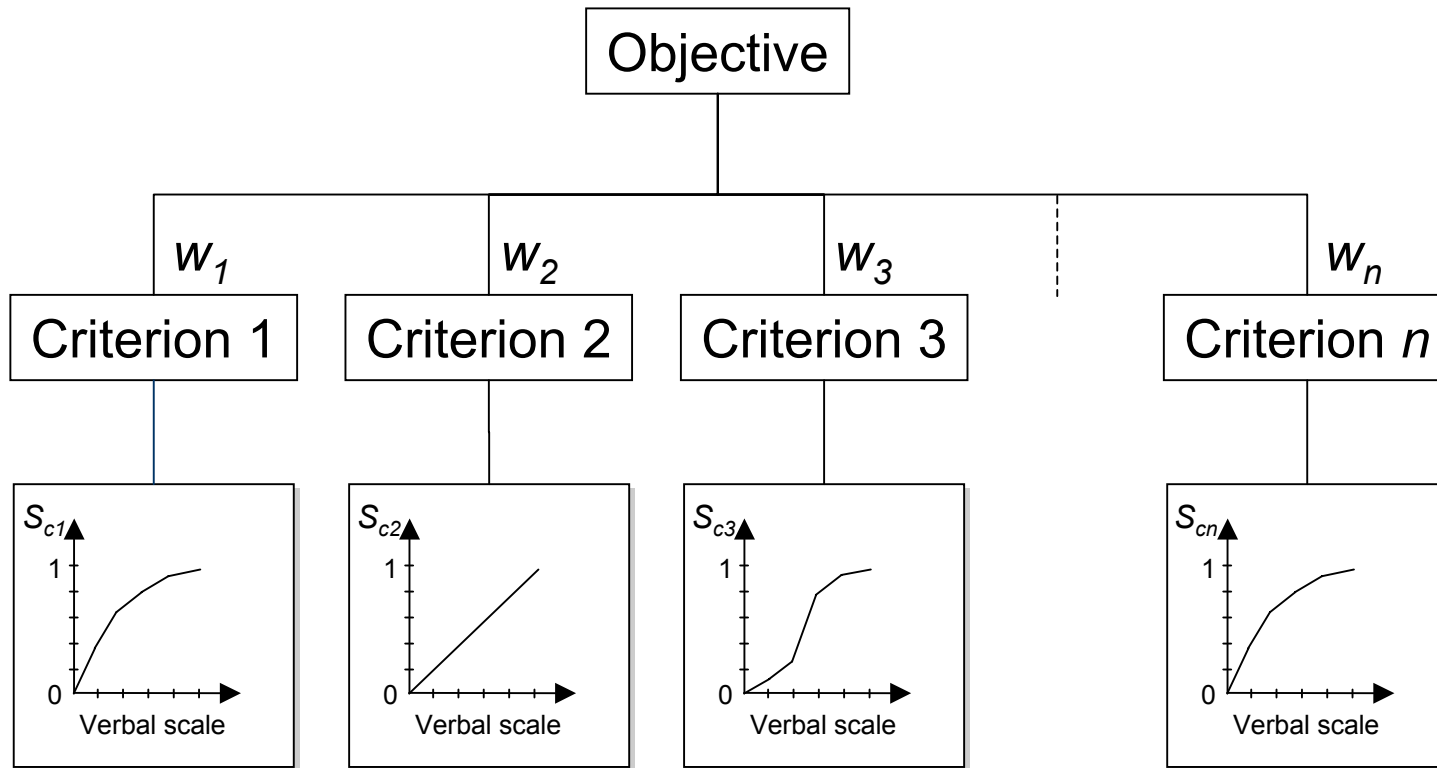 Objective
w1 w2 w3 wn
Criterion 1 Criterion 2 Criterion 3 Criterion n
Sc1 Sc2 Sc3 Scn
1 1 1 1
0 0 0 0
Verbal scale Verbal scale Verbal scale Verbal scale